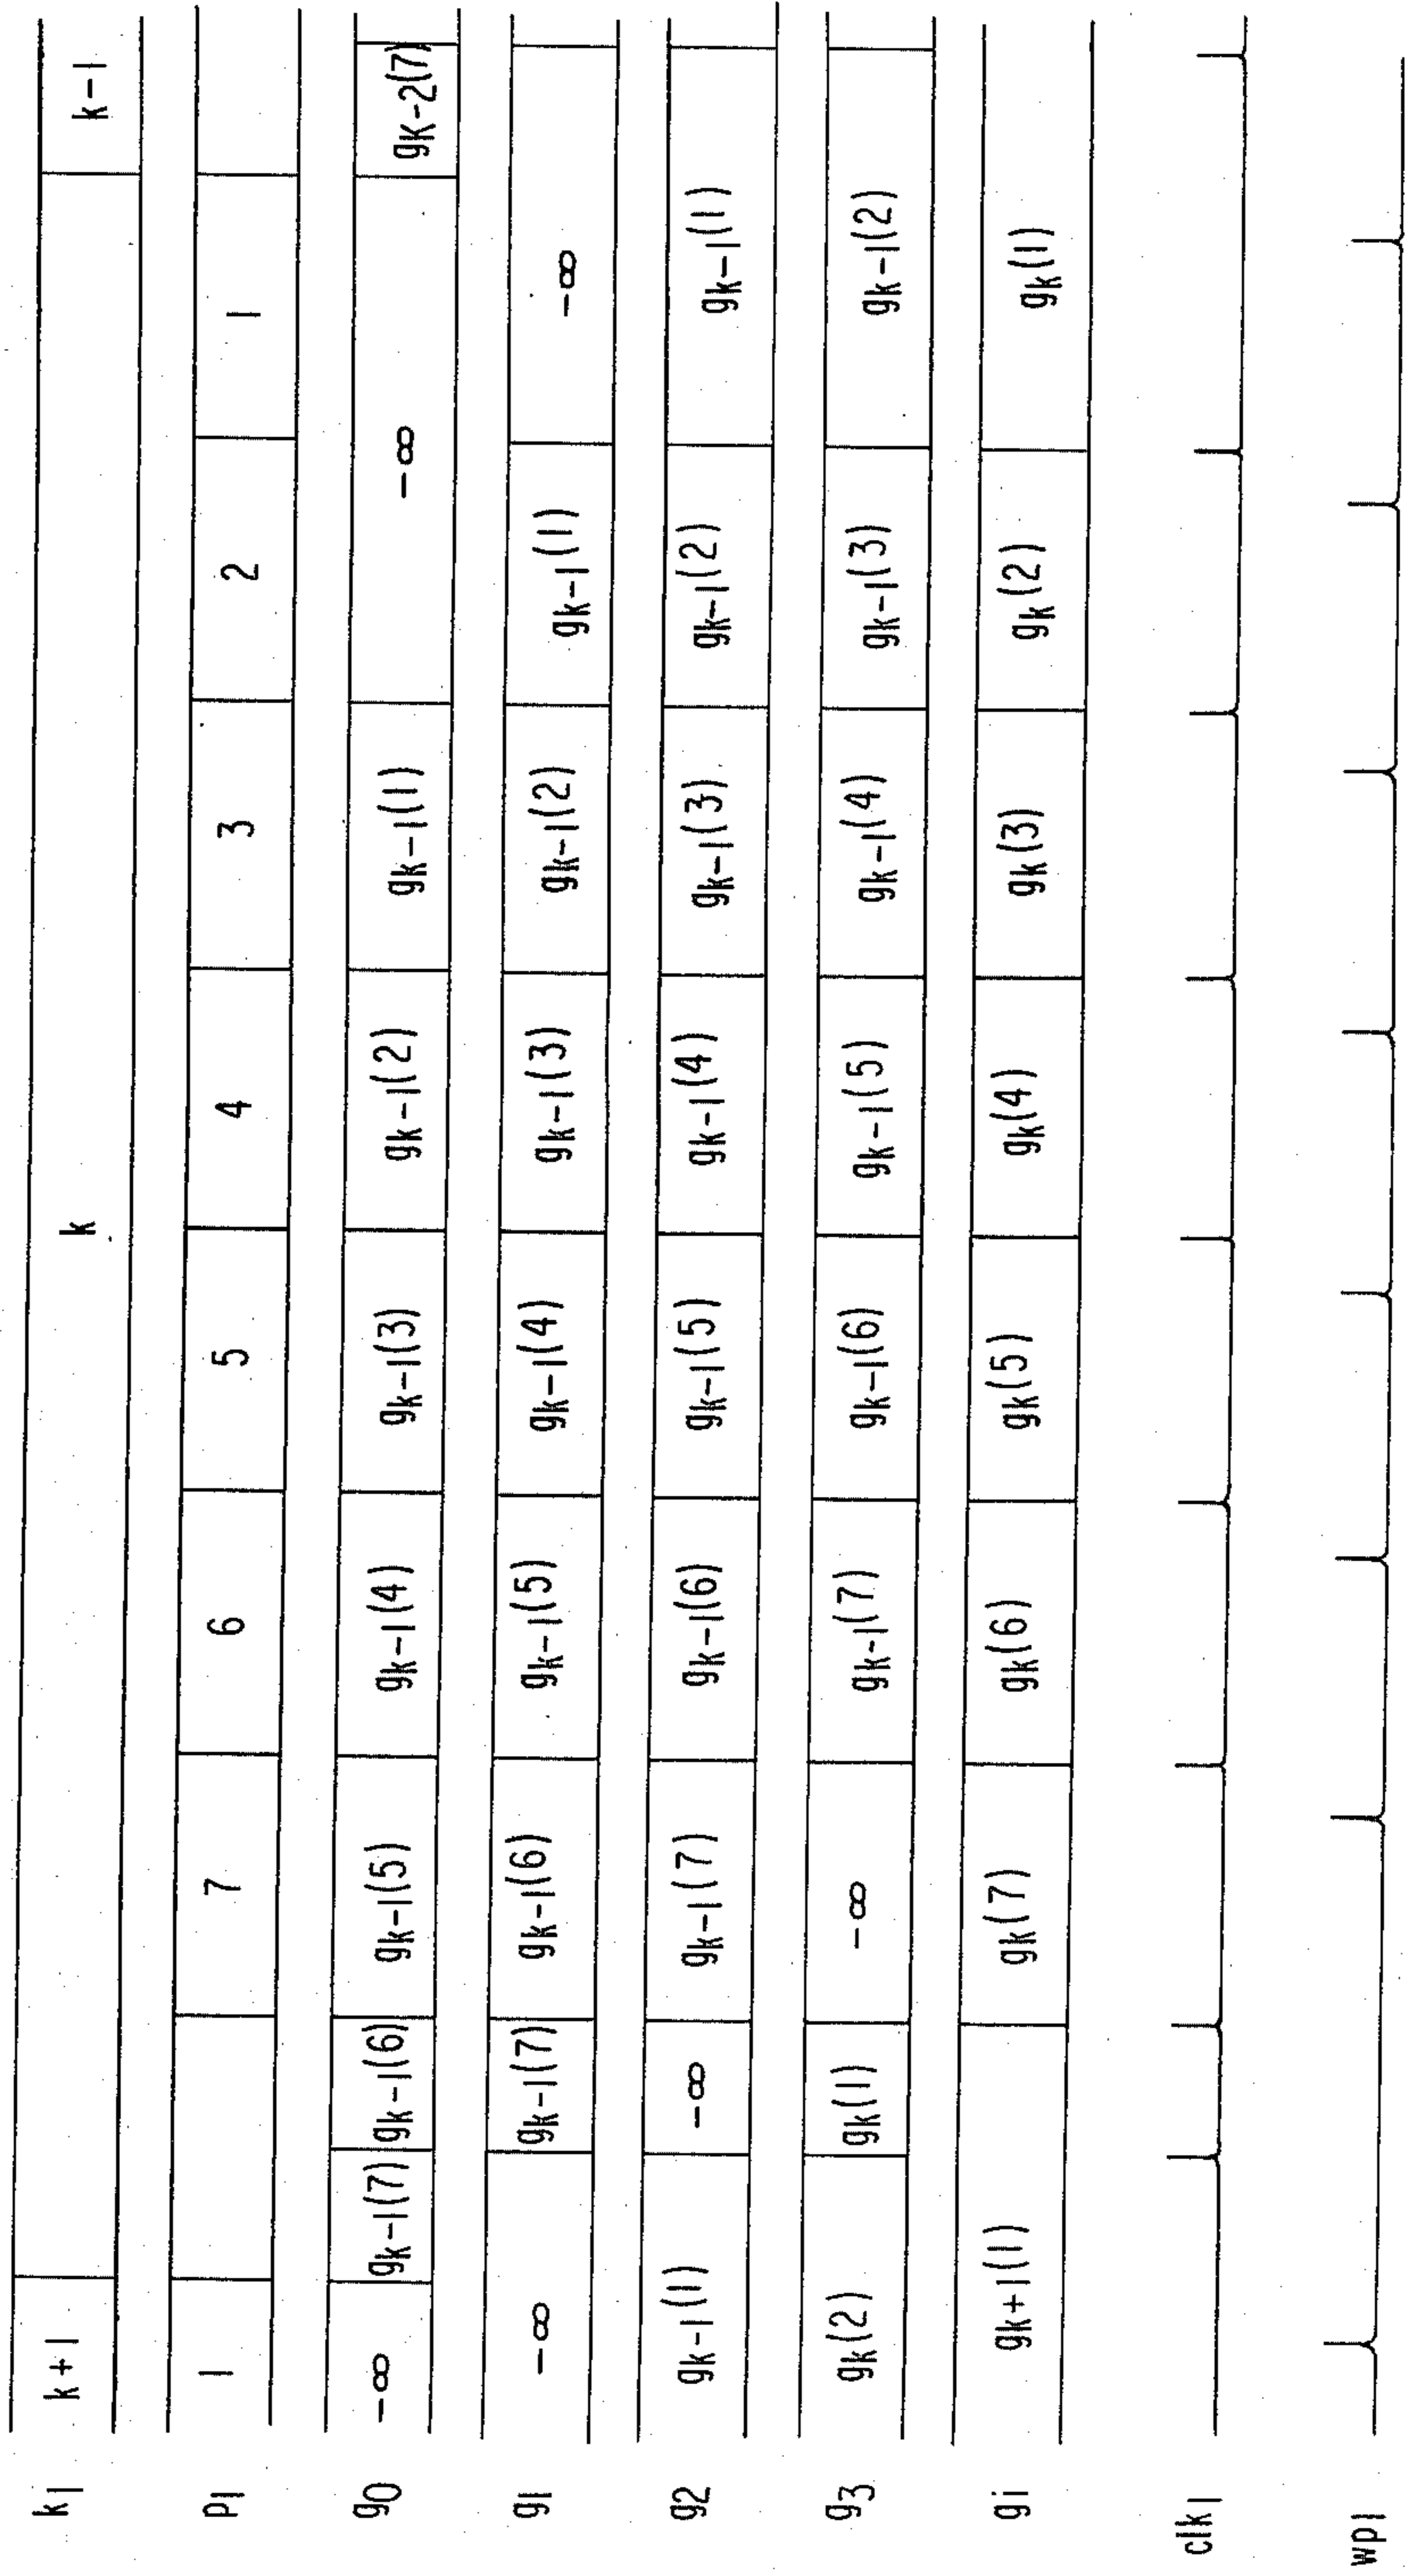 k1 k+1 k k-1
p1 1 7 6 5 4 3 2 1
g0 -∞ gk-1(7) gk-1(6) gk-1(5) gk-1(4) gk-1(3) gk-1(2) gk-1(1) -∞ gK-2(7)
g1 -∞ gk-1(7) gk-1(6) gk-1(5) gk-1(4) gk-1(3) gk-1(2) gk-1(1) -∞
g2 gk-1(1) -∞ gk-1(7) gk-1(6) gk-1(5) gk-1(4) gk-1(3) gk-1(2) gk-1(1)
g3 gk(2) gk(1) -∞ gk-1(7) gk-1(6) gk-1(5) gk-1(4) gk-1(3) gk-1(2)
gi gk+1(1) gk(7) gk(6) gk(5) gk(4) gk(3) gk(2) gk(1)
clk1
wp1